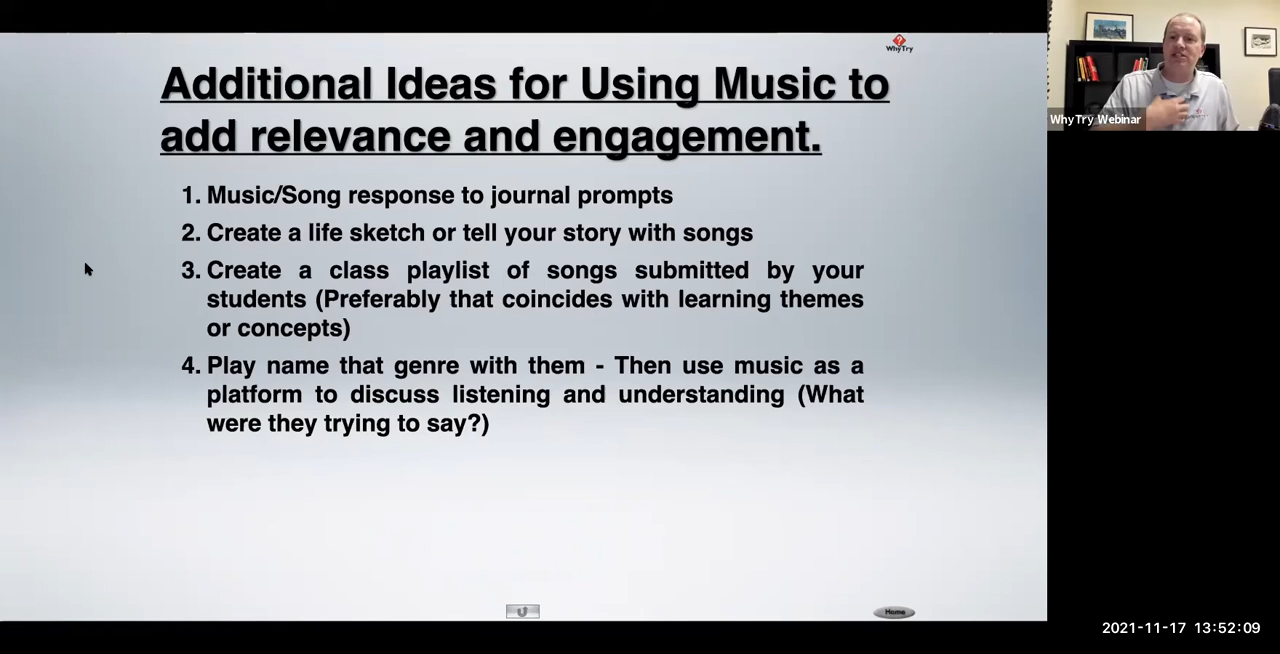 WhyTry
Additional Ideas for Using Music to
add relevance and engagement.
1. Music/Song response to journal prompts
2. Create a life sketch or tell your story with songs
3. Create a class playlist of songs submitted by your
students (Preferably that coincides with learning themes
or concepts)
4. Play name that genre with them - Then use music as a
platform to discuss listening and understanding (What
were they trying to say?)
Home
WhyTry Webinar
2021-11-17 13:52:09